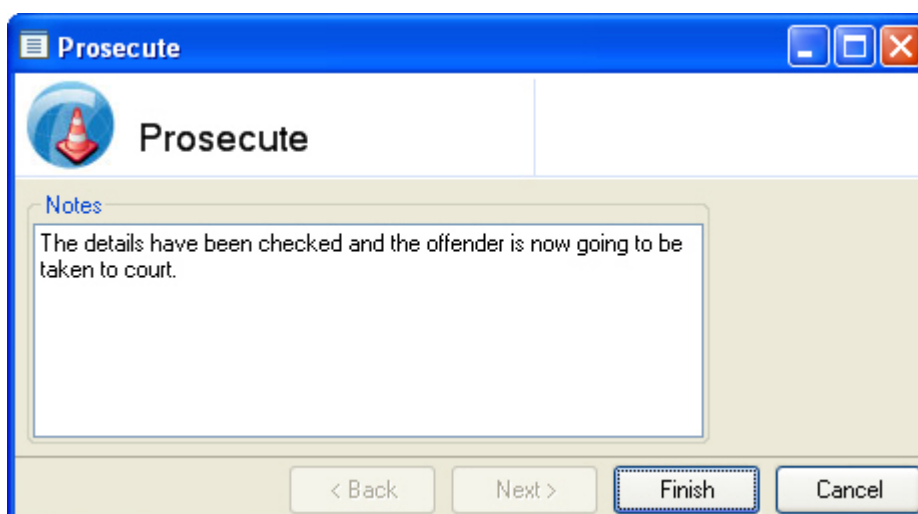 Prosecute
Prosecute
Notes
The details have been checked and the offender is now going to be
taken to court.
< Back
Next >
Finish
Cancel